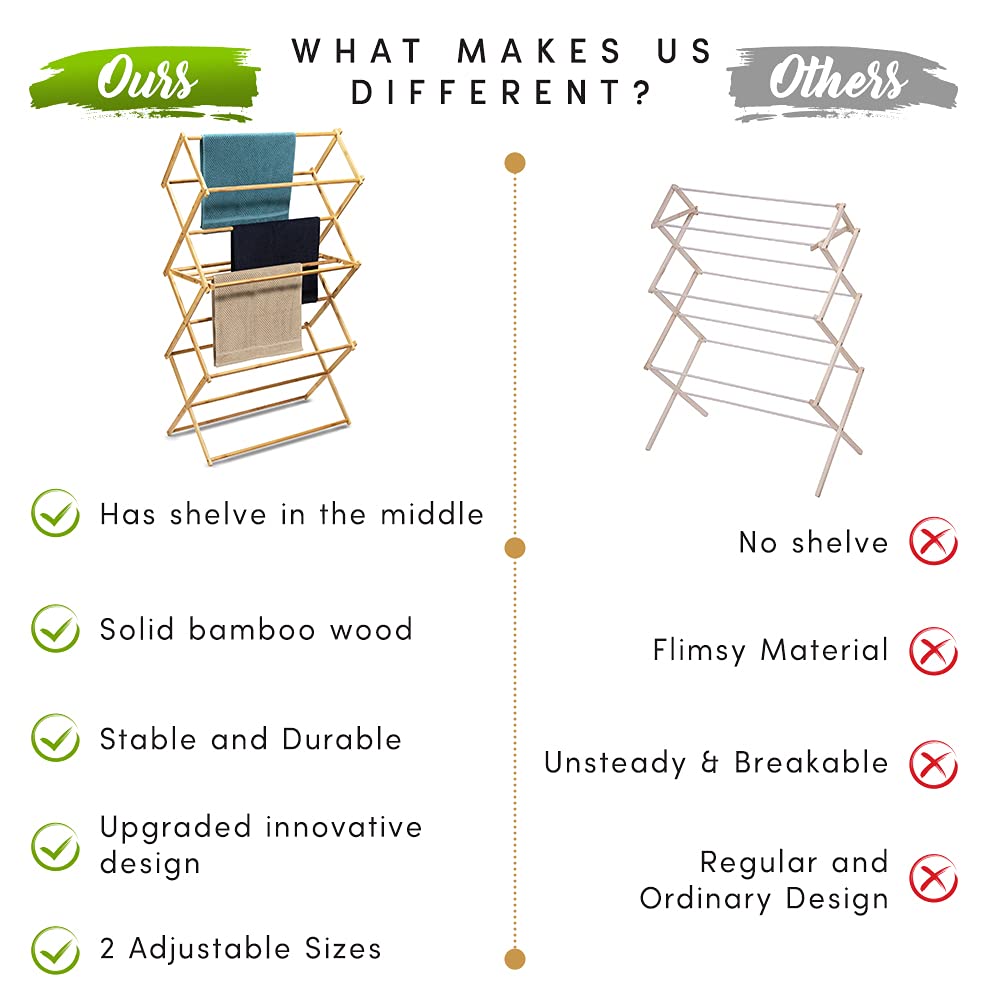 Ours
WHAT MAKES US
DIFFERENT?
Others
Has shelve in the middle
Solid bamboo wood
Stable and Durable
Upgraded innovative
design
2 Adjustable Sizes
No shelve
Flimsy Material
Unsteady & Breakable
Regular and
Ordinary Design